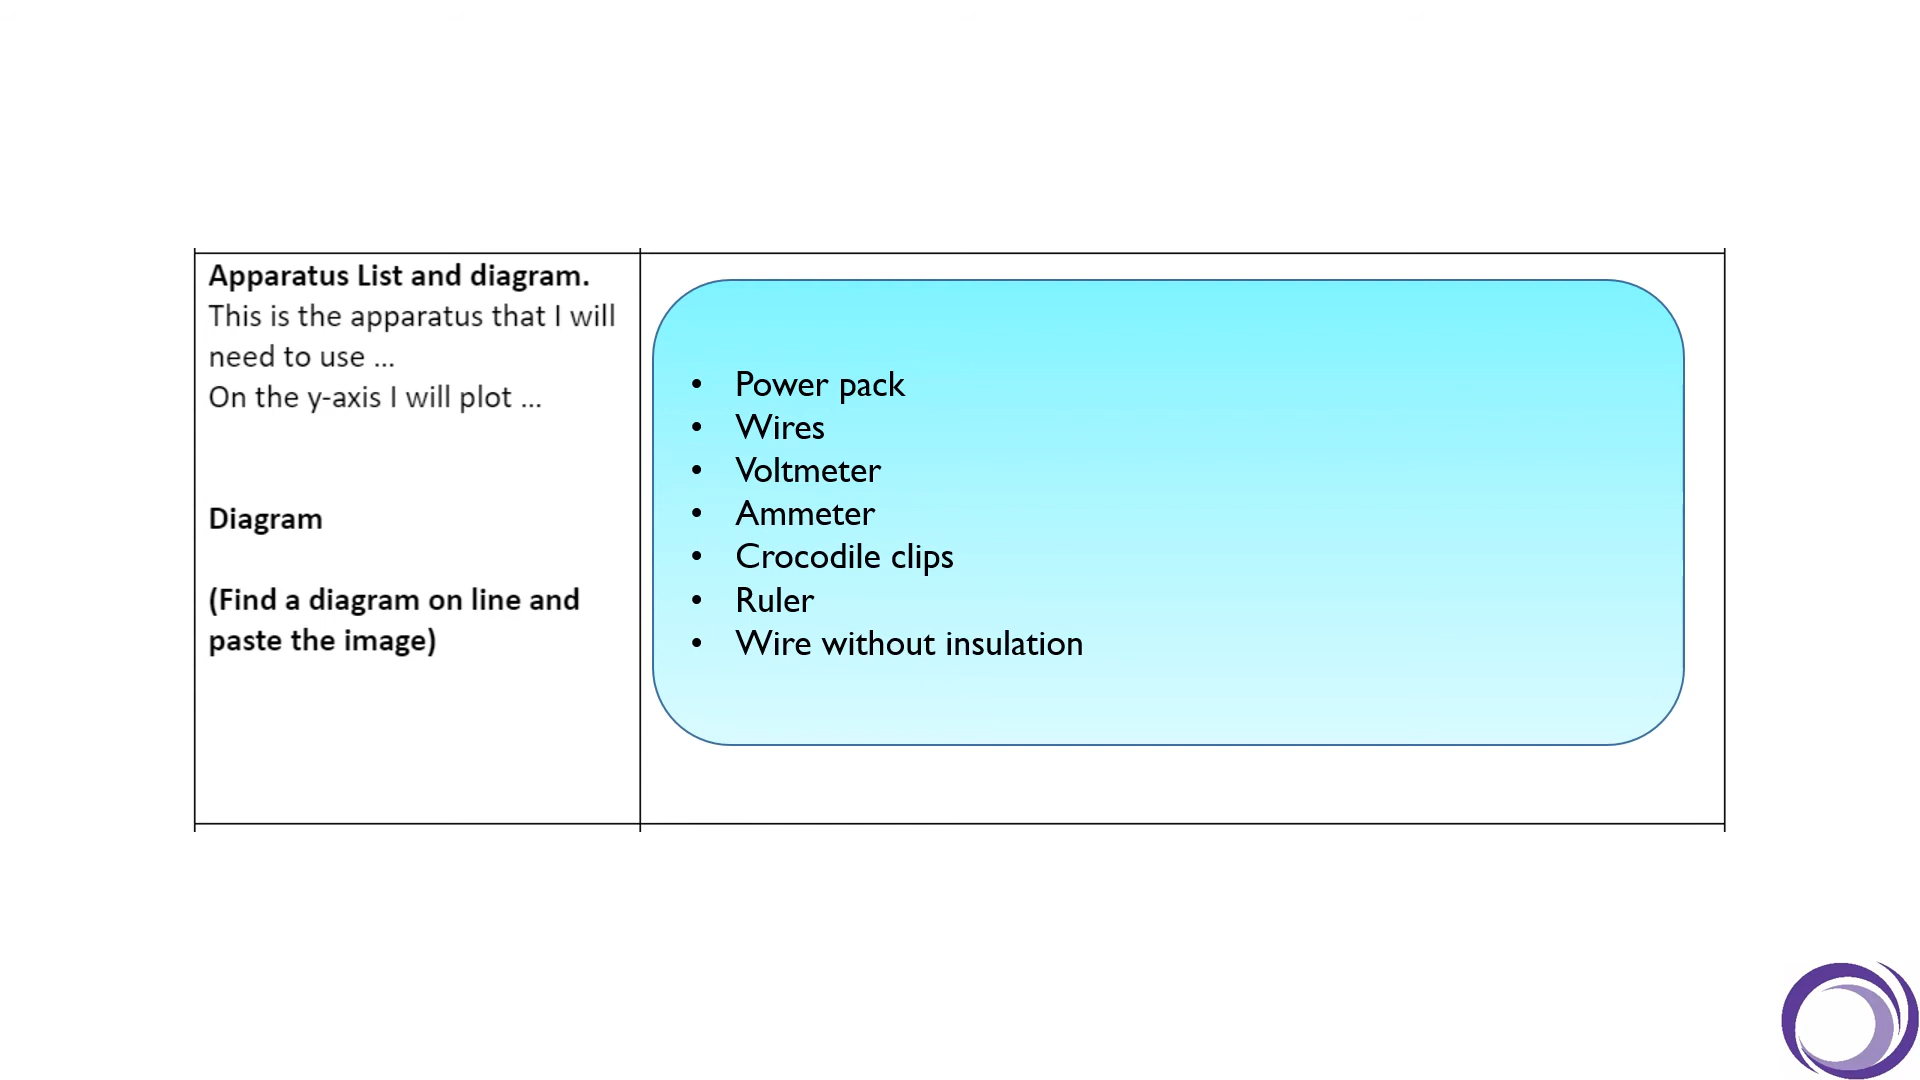 Apparatus List and diagram.
This is the apparatus that I will
need to use ...
On the y-axis I will plot ...
Diagram
(Find a diagram on line and
paste the image)
• Power pack
• Wires
• Voltmeter
• Ammeter
• Crocodile clips
• Ruler
• Wire without insulation